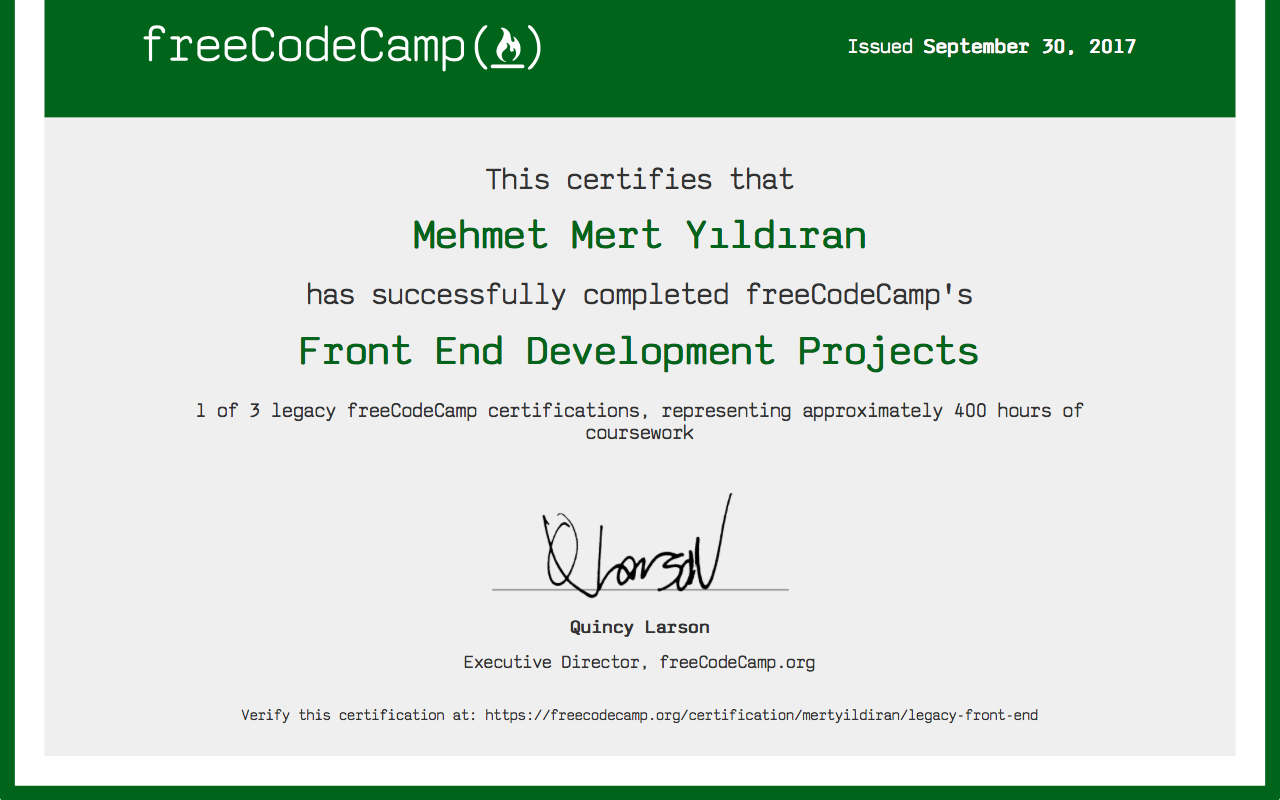 freeCodeCamp(🔥)
Issued September 30, 2017
This certifies that
Mehmet Mert Yıldıran
has successfully completed freeCodeCamp's
Front End Development Projects
1 of 3 legacy freeCodeCamp certifications, representing approximately 400 hours of
coursework
QLarson
Quincy Larson
Executive Director, freeCodeCamp.org
Verify this certification at: https://freecodecamp.org/certification/mertyildiran/legacy-front-end